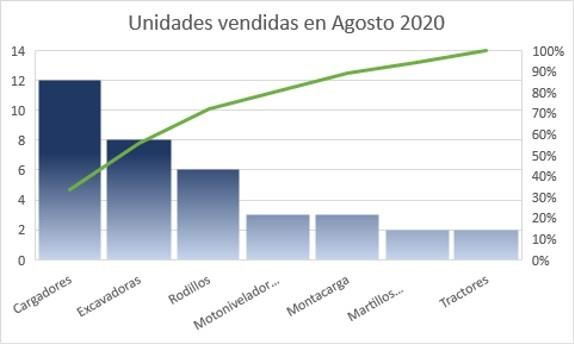 Unidades vendidas en Agosto 2020
14
12
10
8
6
4
2
0
100%
90%
80%
70%
60%
50%
40%
30%
20%
10%
0%
Cargadores
Excavadoras
Rodillos
Motonivelador...
Montacarga
Martillos...
Tractores